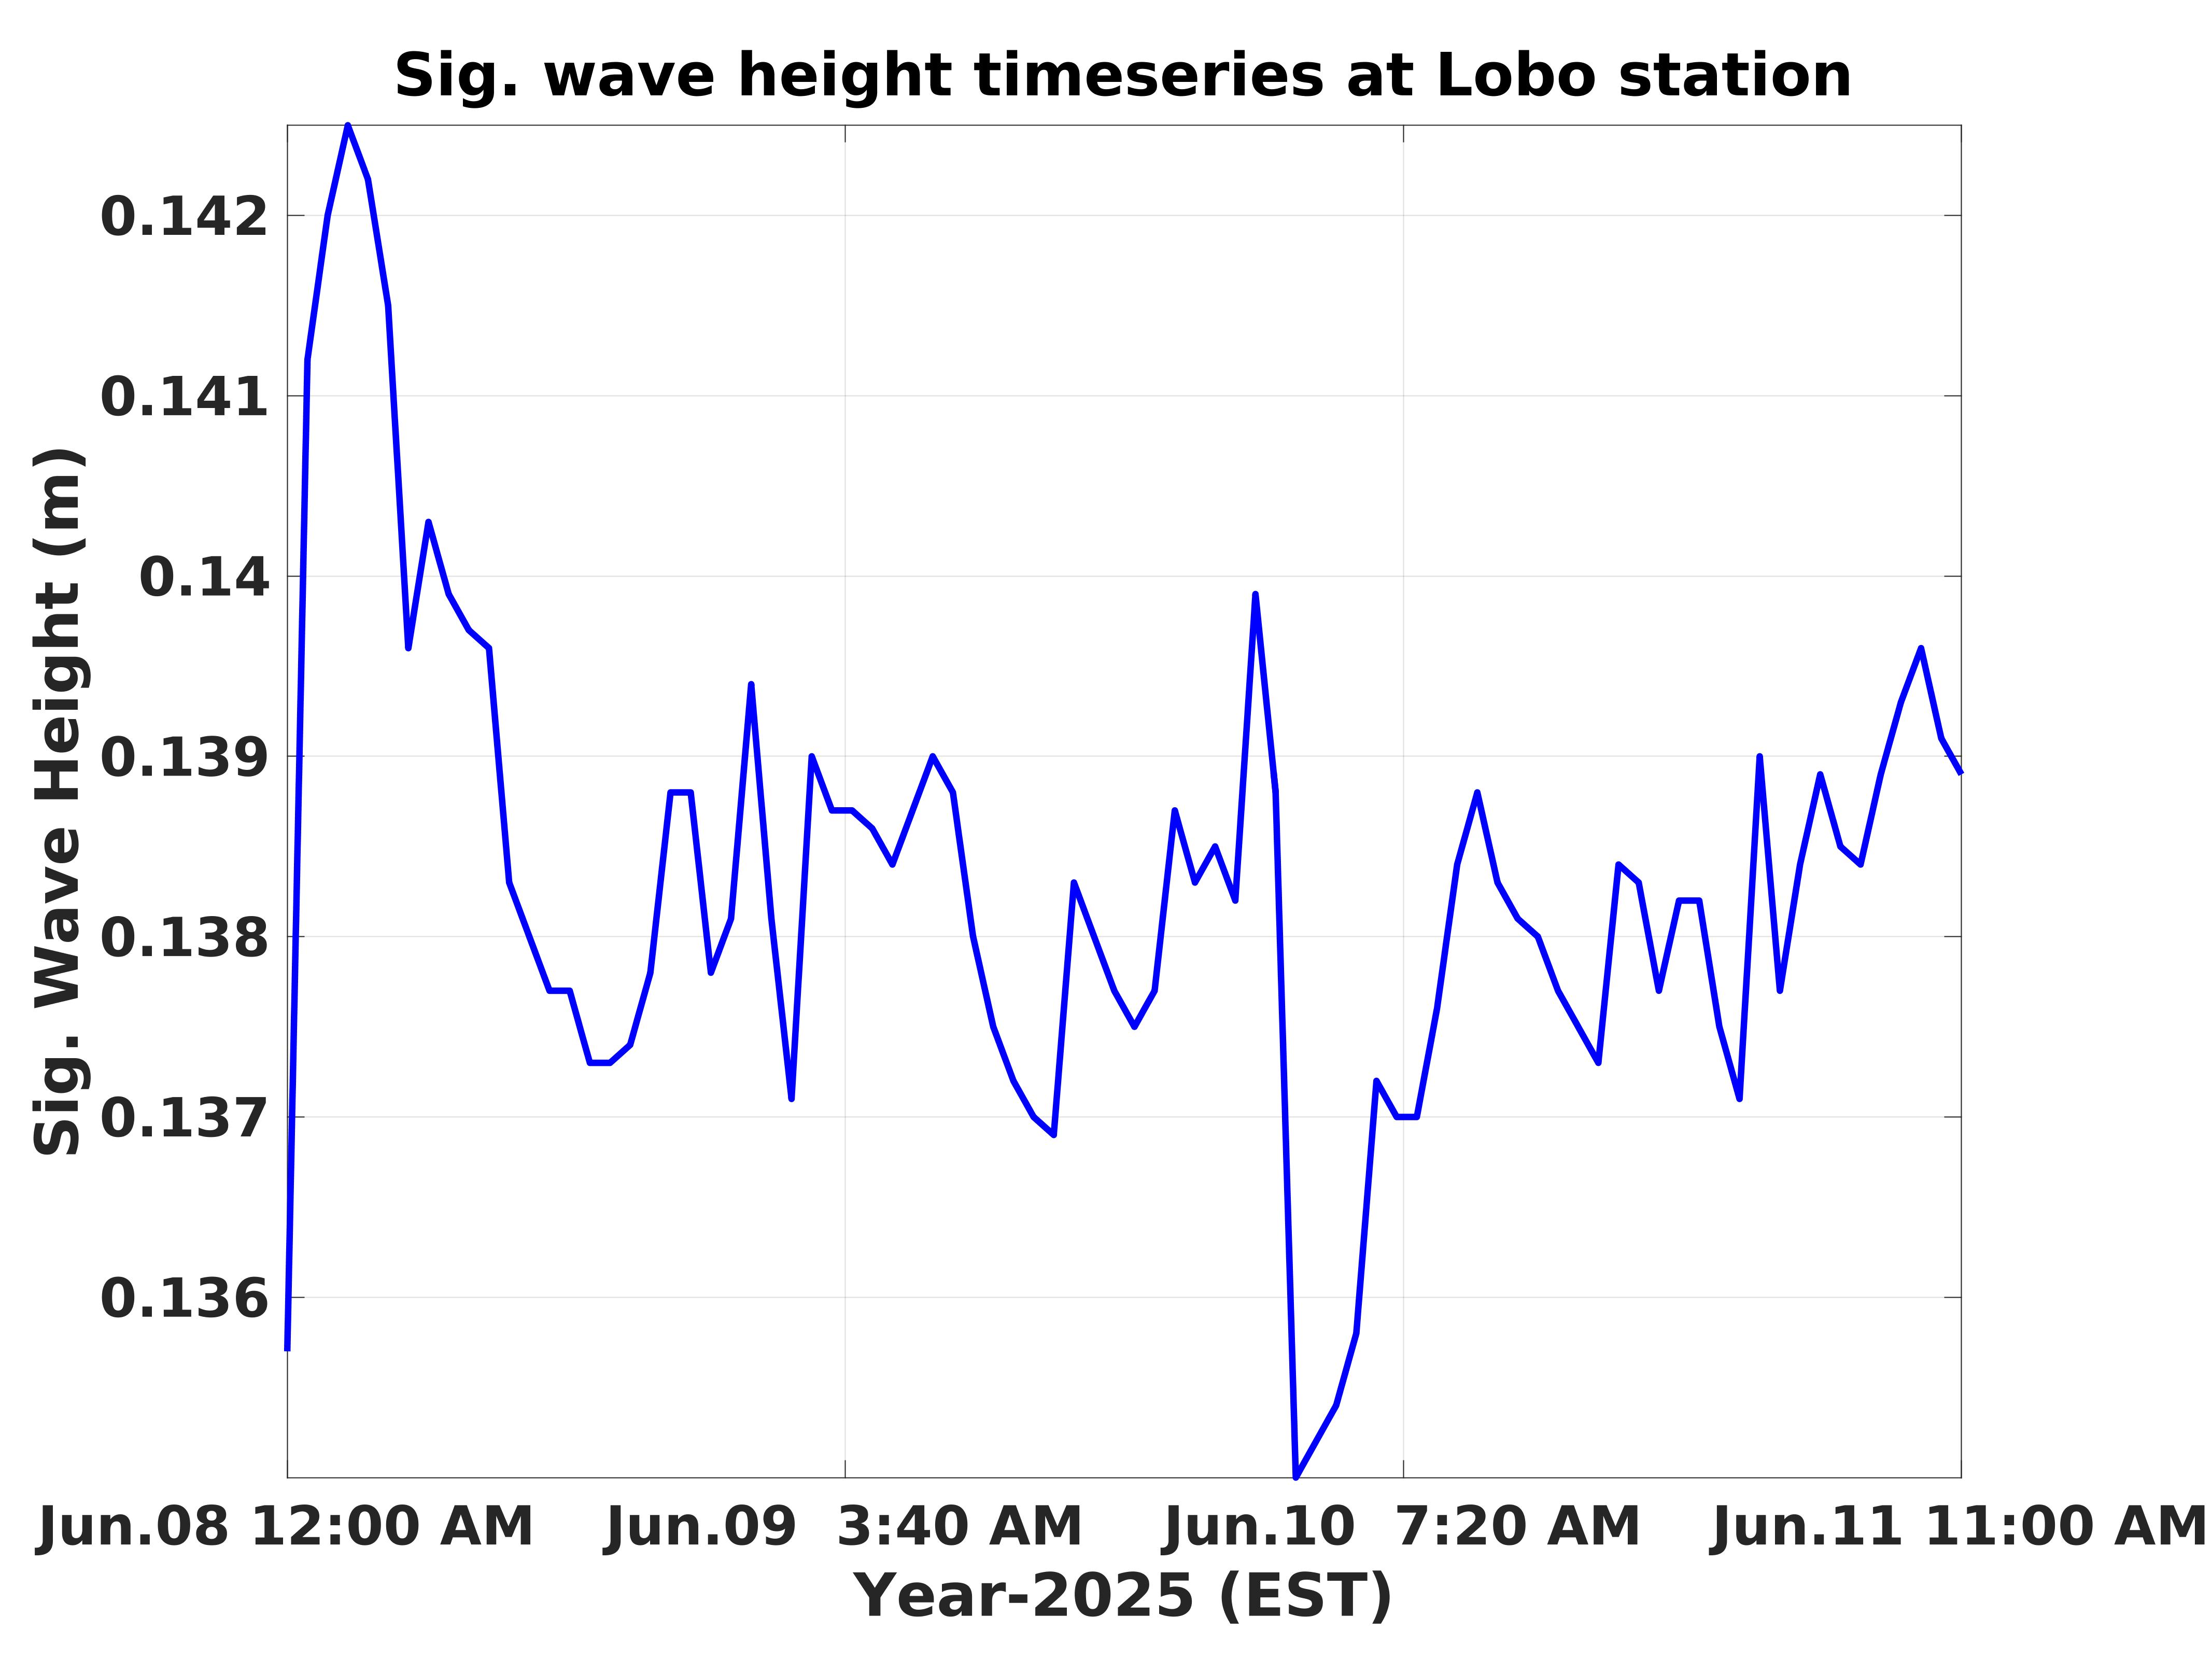 Sig. wave height timeseries at Lobo station
Sig. Wave Height (m)
0.142
0.141
0.14
0.139
0.138
0.137
0.136
Jun.08 12:00 AM Jun.09 3:40 AM Jun.10 7:20 AM Jun.11 11:00 AM
Year-2025 (EST)